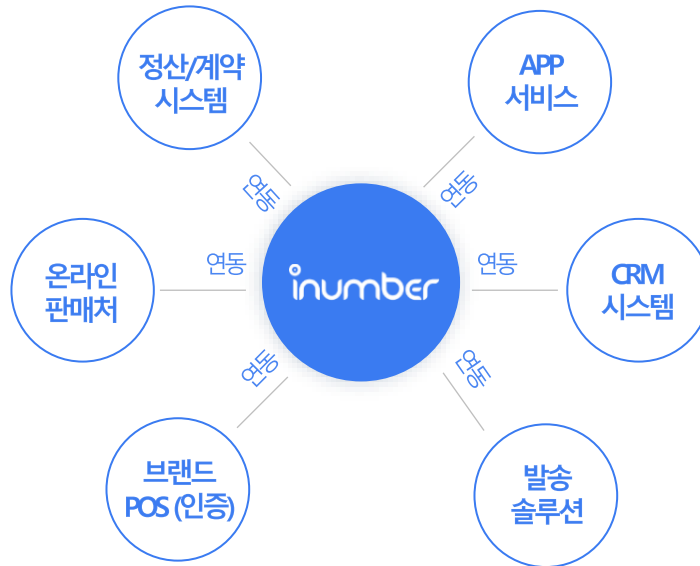 정산/계약
시스템
APP
서비스
연동
연동
온라인
판매처
연동
inumber
연동
CRM
시스템
연동
연동
브랜드
POS (인증)
발송
솔루션